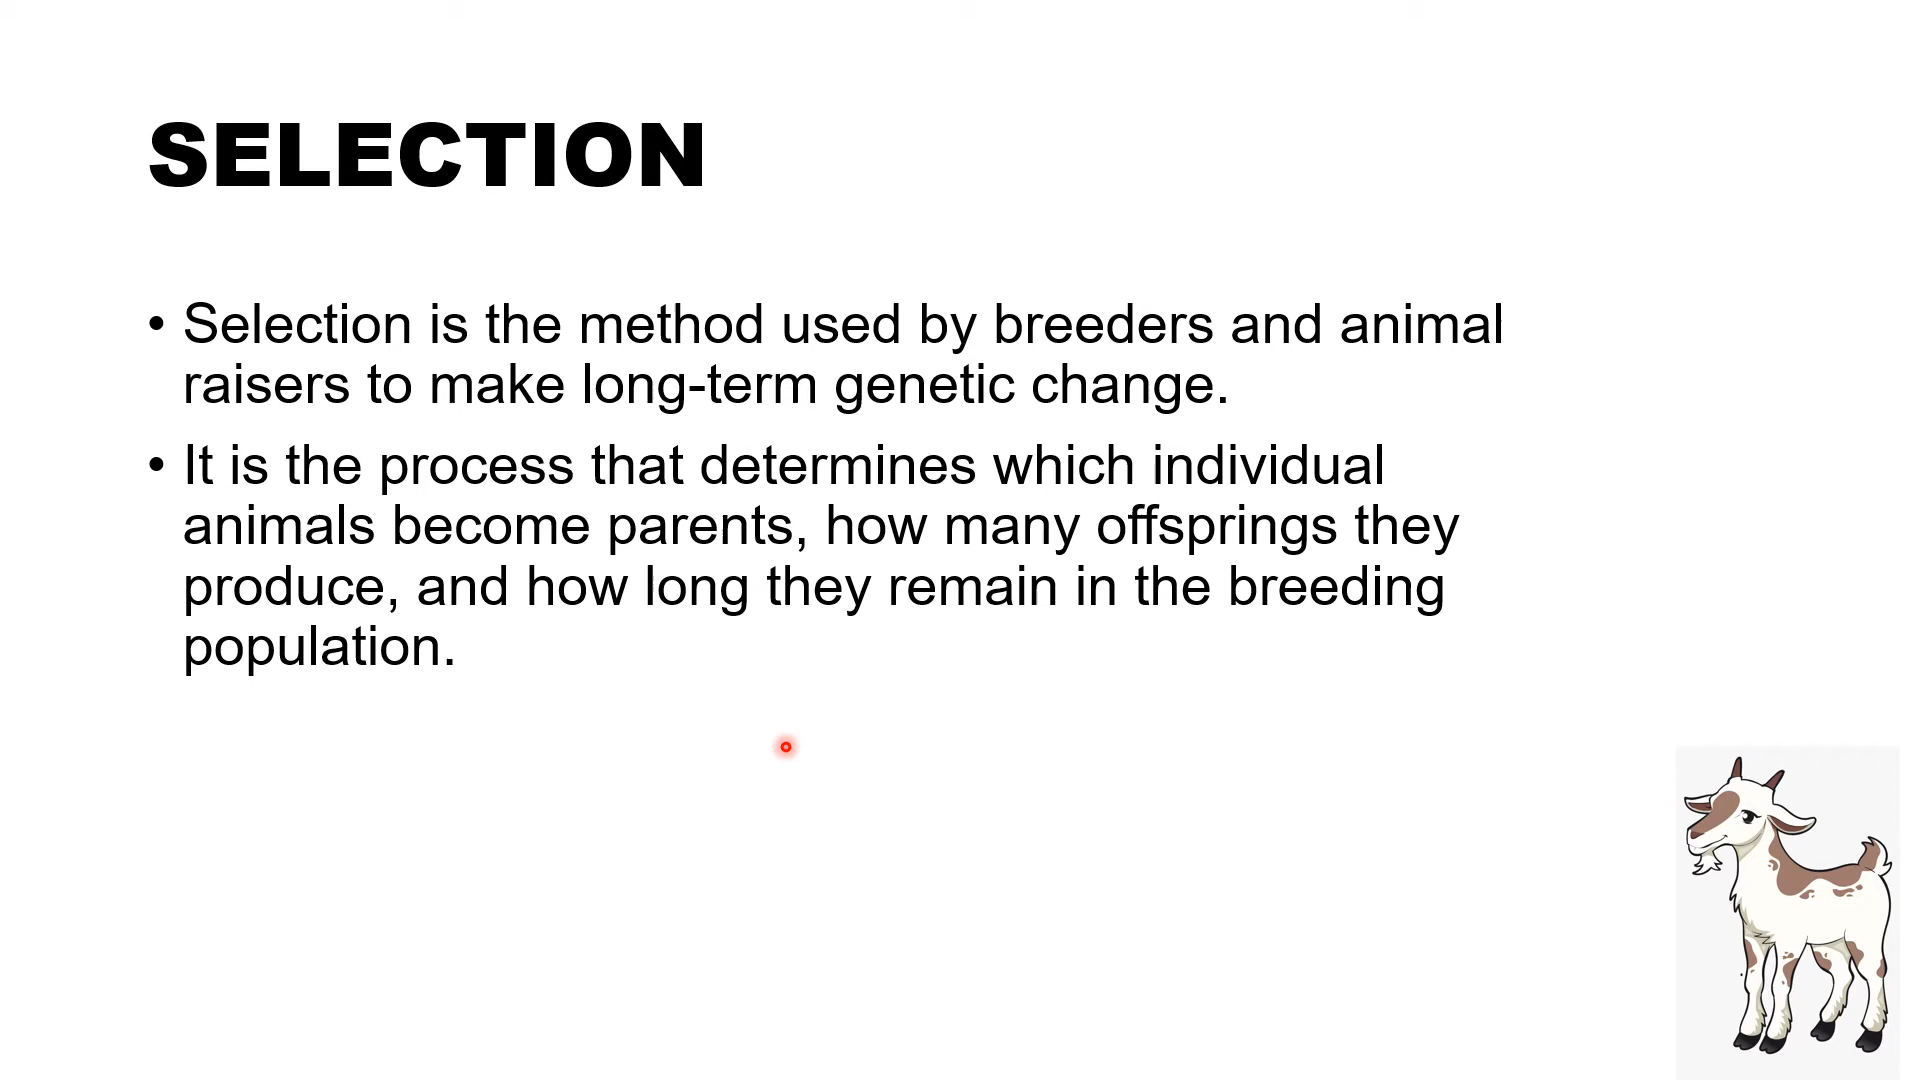 SELECTION
• Selection is the method used by breeders and animal
raisers to make long-term genetic change.
• It is the process that determines which individual
animals become parents, how many offsprings they
produce, and how long they remain in the breeding
population.